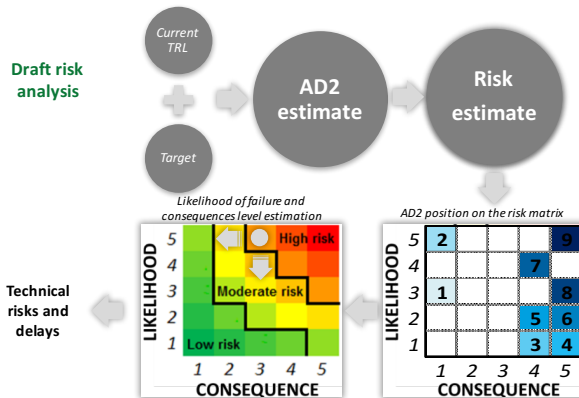 Current
TRL
Draft risk
analysis
AD2
estimate
Risk
estimate
Target
Likelihood of failure and
consequences level estimation
AD2 position on the risk matrix
Technical
risks and
delays
LIKELIHOOD
5
4
3
2
1
High risk
Moderate risk
Low risk
1 2 3 4 5
CONSEQUENCE
LIKELIHOOD
5 2 9
4 7
3 1 8
2 5 6
1 3 4
1 2 3 4 5
CONSEQUENCE